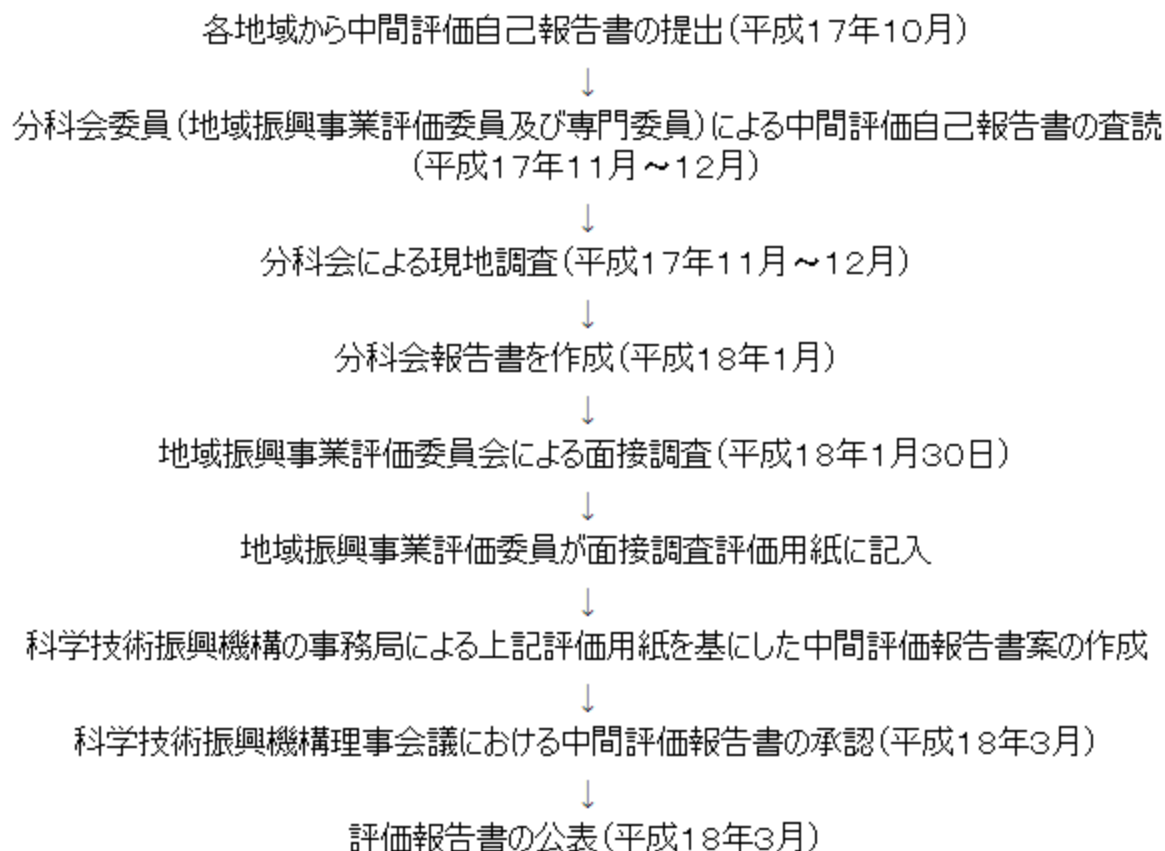 各地域から中間評価自己報告書の提出(平成17年10月)
↓
分科会委員(地域振興事業評価委員及び専門委員)による中間評価自己報告書の査読
(平成17年11月~12月)
↓
分科会による現地調査(平成17年11月~12月)
↓
分科会報告書を作成(平成18年1月)
↓
地域振興事業評価委員会による面接調査(平成18年1月30日)
↓
地域振興事業評価委員が面接調査評価用紙に記入
↓
科学技術振興機構の事務局による上記評価用紙を基にした中間評価報告書案の作成
↓
科学技術振興機構理事会議における中間評価報告書の承認(平成18年3月)
↓
評価報告書の公表(平成18年3月)